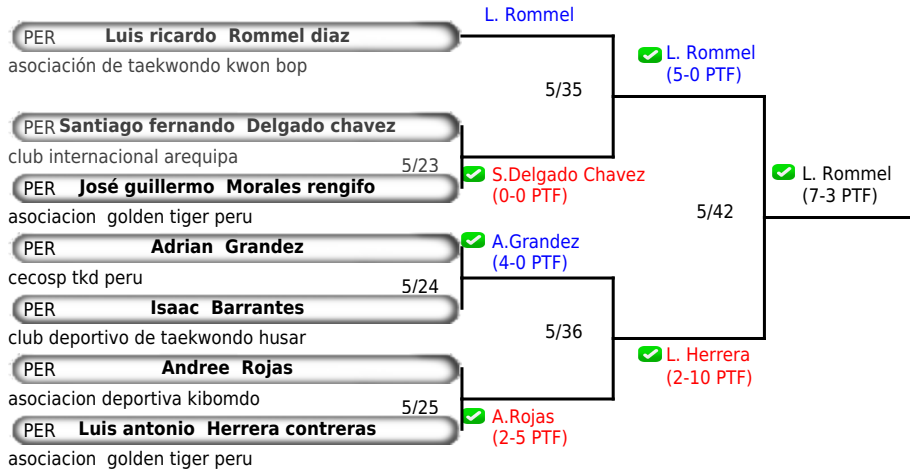 L. Rommel
PER Luis ricardo Rommel diaz
asociación de taekwondo kwon bop
L. Rommel
(5-0 PTF)
5/35
PER Santiago fernando Delgado chavez
club internacional arequipa
5/23
S.Delgado Chavez
(0-0 PTF)
PER José guillermo Morales rengifo
asociacion golden tiger peru
L. Rommel
(7-3 PTF)
5/42
PER Adrian Grandez
cecosp tkd peru
A.Grandez
(4-0 PTF)
5/24
PER Isaac Barrantes
club deportivo de taekwondo husar
5/36
L. Herrera
(2-10 PTF)
PER Andree Rojas
asociacion deportiva kibomdo
5/25
A.Rojas
(2-5 PTF)
PER Luis antonio Herrera contreras
asociacion golden tiger peru